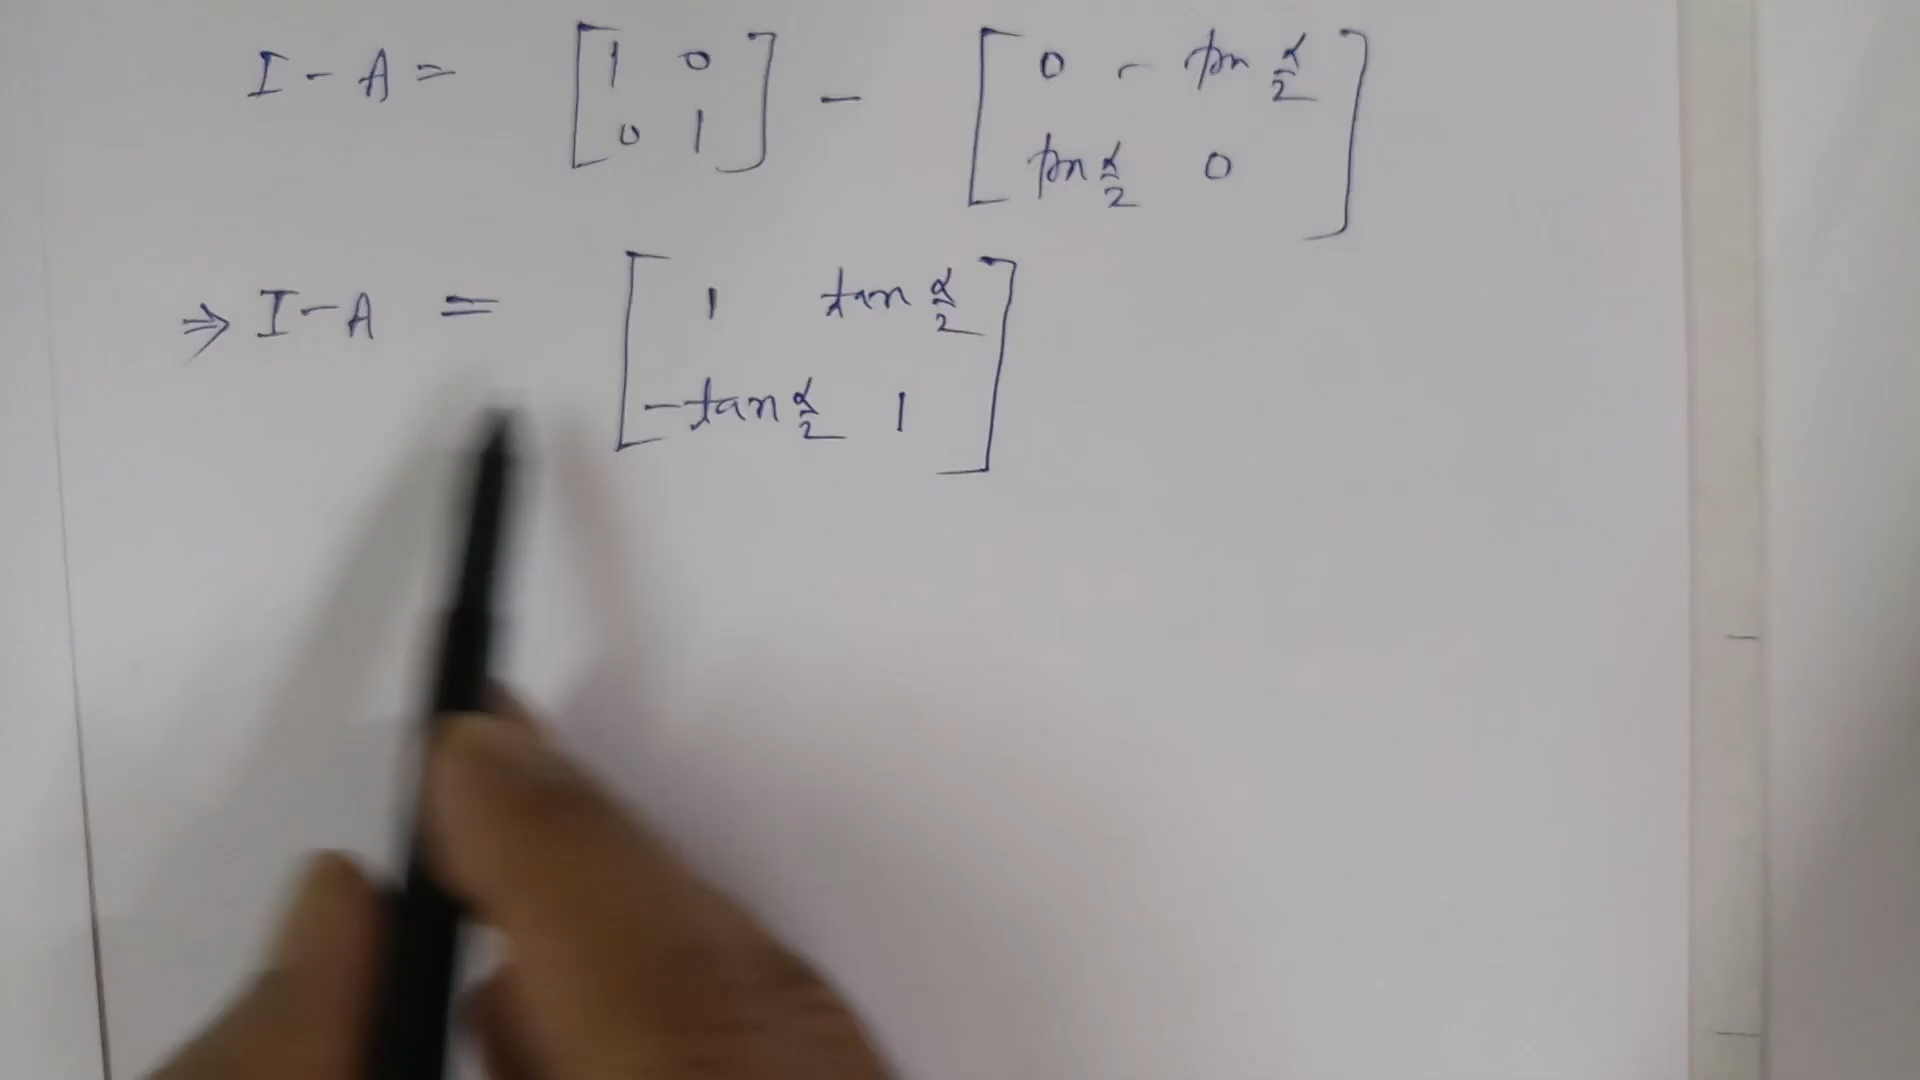 I - A = [1 0 0 1] - [0 - tan α/2 tan α/2 0]
⇒ I - A = [1 tan α/2 -tan α/2 1]